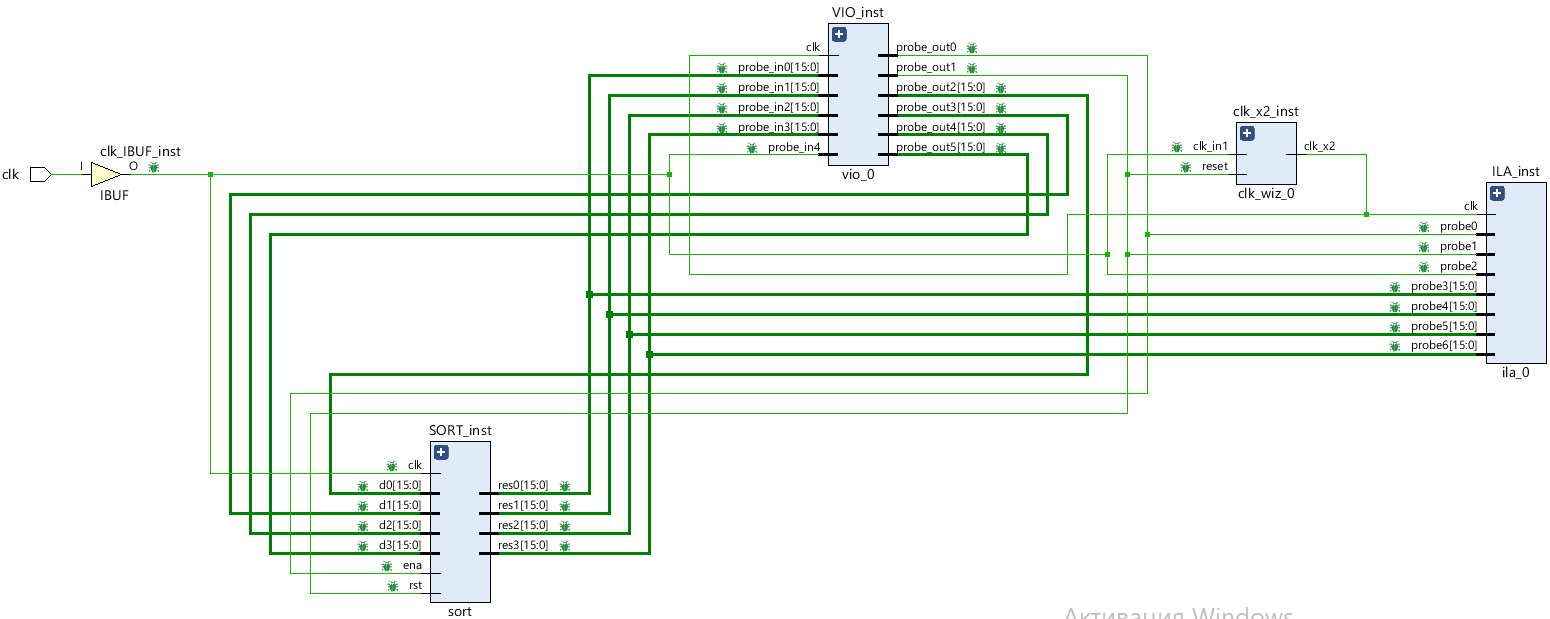 VIO_inst
clk
probe_in0[15:0]
probe_in1[15:0]
probe_in2[15:0]
probe_in3[15:0]
probe_in4
probe_out0
probe_out1
probe_out2[15:0]
probe_out3[15:0]
probe_out4[15:0]
probe_out5[15:0]
vio_0
clk_x2_inst
clk_in1
reset
clk_x2
clk_wiz_0
clk
clk_IBUF_inst
I
O
IBUF
ILA_inst
clk
probe0
probe1
probe2
probe3[15:0]
probe4[15:0]
probe5[15:0]
probe6[15:0]
ila_0
SORT_inst
clk
d0[15:0]
d1[15:0]
d2[15:0]
d3[15:0]
ena
rst
res0[15:0]
res1[15:0]
res2[15:0]
res3[15:0]
sort
Активация Windows